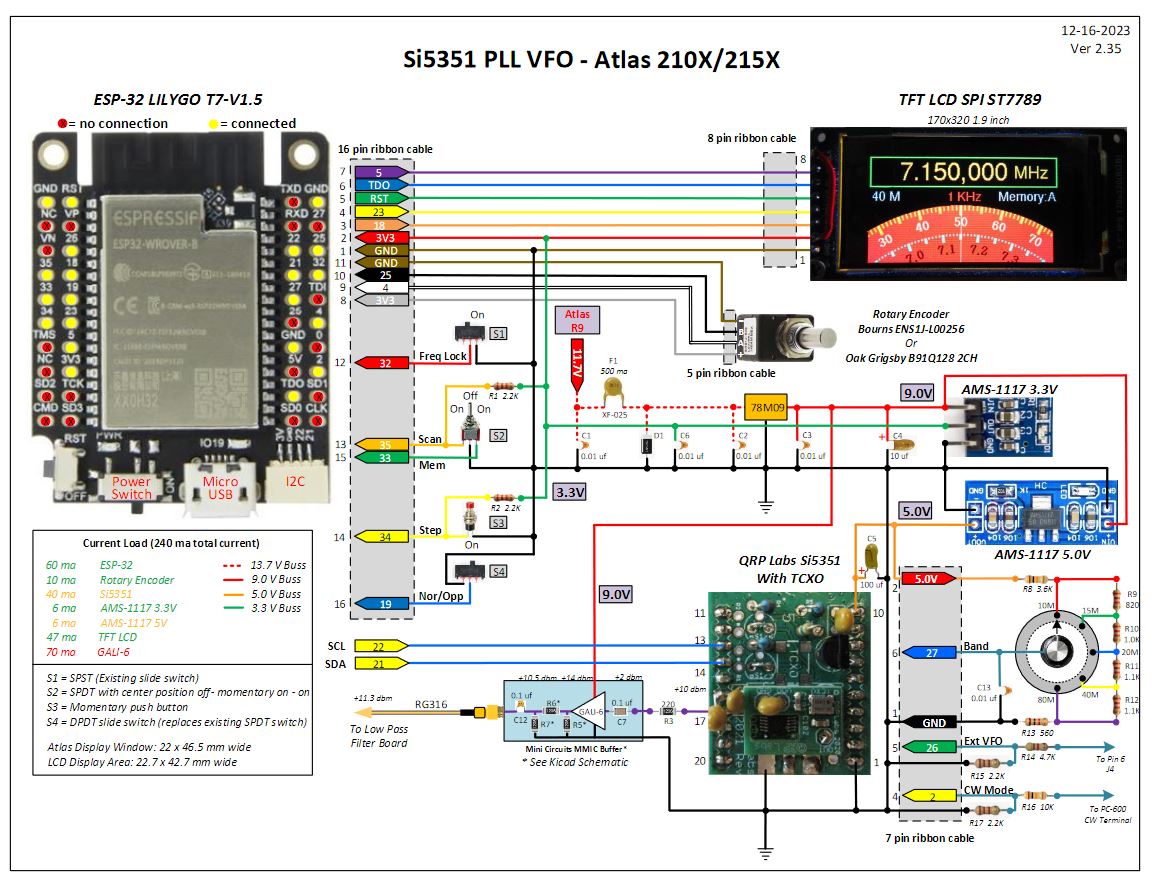 12-16-2023
Ver 2.35
Si5351 PLL VFO - Atlas 210X/215X
ESP-32 LILYGO T7-V1.5
= no connection
= connected
TFT LCD SPI ST7789
170x320 1.9 inch
16 pin ribbon cable
8 pin ribbon cable
GND RST
NC VP
VN 26
35 18
33 19
34 23
TMS 5
NC 3V3
SD2 TCK
CMD SD3
TXD GND
RXD 27
22 25
21 32
27 TDI
25 4
GND
5V 2
TDO SD1
SD0 CLK
ESPRESSIF
ESP32-WROVER-B
RST
PWR
IO19
OFF
ON
Power
Switch
Micro
USB
I2C
7 5
6 TDO
5 RST
4 23
3 18
2 3V3
1 GND
11 GND
10 25
9 4
8 3V3
12 32 Freq Lock
13 35 Scan
15 33 Mem
14 34 Step
16 19 Nor/Opp
8
1
7.150,000 MHz
40 M 1 KHz Memory:A
30 40 50 60 70
7.0 7.1 7.2 7.3
On
S1
Off
On On
S2
R1 2.2K
R2 2.2K
S3
On
S4
Atlas
R9
11.7V
F1
500 ma
XF-025
Rotary Encoder
Bourns ENS1J-L00256
Or
Oak Grigsby B91Q128 2CH
5 pin ribbon cable
78M09
9.0V
AMS-1117 3.3V
VIN
OUT
GND
C1
0.01 uf
D1
C6
0.01 uf
C2
0.01 uf
C3
0.01 uf
C4
10 uf
3.3V
5.0V
9.0V
AMS-1117 5.0V
QRP Labs Si5351
With TCXO
C5
100 uf
Current Load (240 ma total current)
60 ma ESP-32
10 ma Rotary Encoder
40 ma Si5351
6 ma AMS-1117 3.3V
6 ma AMS-1117 5V
47 ma TFT LCD
70 ma GALI-6
13.7 V Buss
9.0 V Buss
5.0 V Buss
3.3 V Buss
S1 = SPST (Existing slide switch)
S2 = SPDT with center position off- momentary on - on
S3 = Momentary push button
S4 = DPDT slide switch (replaces existing SPDT switch)
Atlas Display Window: 22 x 46.5 mm wide
LCD Display Area: 22.7 x 42.7 mm wide
SCL 22
SDA 21
11
13
14
17
20
10
1
+11.3 dbm
RG316
To Low Pass
Filter Board
+10.5 dbm +14 dbm +2 dbm
+10 dbm
0.1 uf
C12
R6*
R7*
R5*
GALI-6
0.1 uf
C7
220
R3
Mini Circuits MMIC Buffer*
* See Kicad Schematic
2 5.0V
6 27 Band
1 GND
5 26 Ext VFO
4 2 CW Mode
7 pin ribbon cable
R8 3.6K
R9
820
R10
1.0K
R11
1.1K
R12
1.1K
10M
15M
20M
40M
80M
C13
0.01 uf
R13 560
R14 4.7K
R15 2.2K
R16 10K
R17 2.2K
To Pin 6
J4
To PC-600
CW Terminal